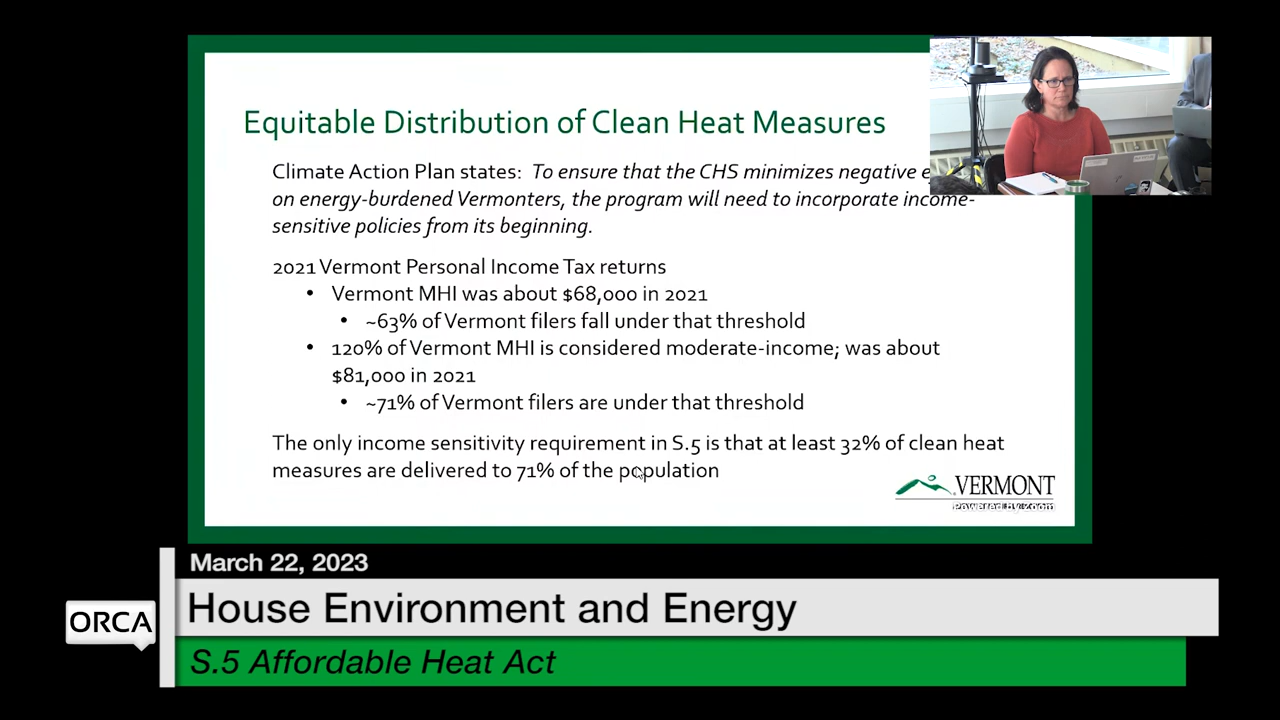 Equitable Distribution of Clean Heat Measures
Climate Action Plan states: To ensure that the CHS minimizes negative
on energy-burdened Vermonters, the program will need to incorporate income-
sensitive policies from its beginning.
2021 Vermont Personal Income Tax returns
• Vermont MHI was about $68,000 in 2021
• ~63% of Vermont filers fall under that threshold
• 120% of Vermont MHI is considered moderate-income; was about
$81,000 in 2021
• ~71% of Vermont filers are under that threshold
The only income sensitivity requirement in S.5 is that at least 32% of clean heat
measures are delivered to 71% of the population
VERMONT
Powered by Zoom
March 22, 2023
ORCA
House Environment and Energy
S.5 Affordable Heat Act